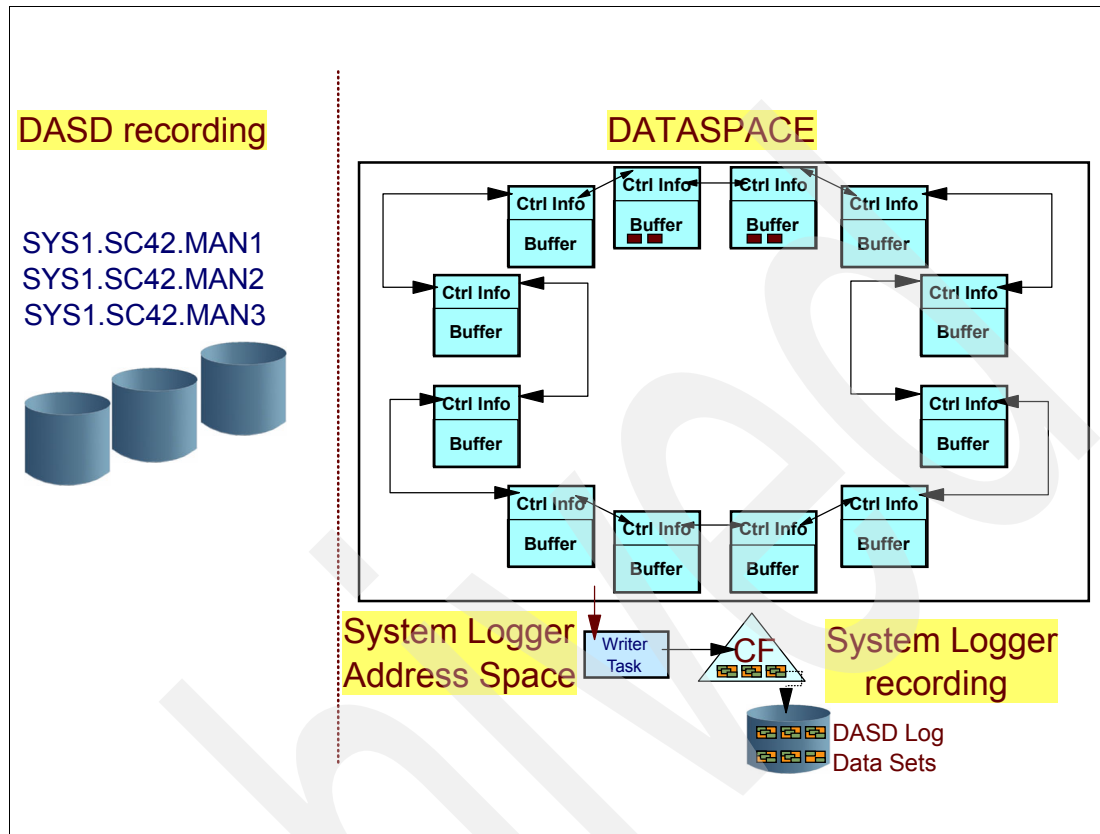 DASD recording
SYS1.SC42.MAN1
SYS1.SC42.MAN2
SYS1.SC42.MAN3
DATASPACE
Ctrl Info
Buffer
Ctrl Info
Buffer
Ctrl Info
Buffer
Ctrl Info
Buffer
Ctrl Info
Buffer
Ctrl Info
Buffer
Ctrl Info
Buffer
Ctrl Info
Buffer
Ctrl Info
Buffer
Ctrl Info
Buffer
Ctrl Info
Buffer
Ctrl Info
Buffer
System Logger
Address Space
Writer
Task
CF
System Logger
recording
DASD Log
Data Sets